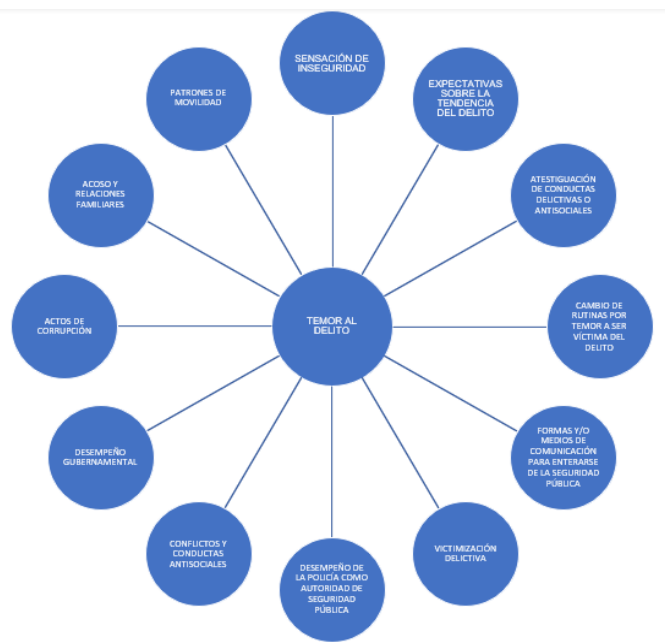 SENSACIÓN DE
INSEGURIDAD
EXPECTATIVAS
SOBRE LA
TENDENCIA
DEL DELITO
ATESTIGUACIÓN
DE CONDUCTAS
DELICTIVAS O
ANTISOCIALES
CAMBIO DE
RUTINAS POR
TEMOR A SER
VÍCTIMA DEL
DELITO
FORMAS Y/O
MEDIOS DE
COMUNICACIÓN
PARA ENTERARSE
DE LA SEGURIDAD
PÚBLICA
VICTIMIZACIÓN
DELICTIVA
DESEMPEÑO DE
LA POLICÍA COMO
AUTORIDAD DE
SEGURIDAD
PÚBLICA
CONFLICTOS Y
CONDUCTAS
ANTISOCIALES
DESEMPEÑO
GUBERNAMENTAL
ACTOS DE
CORRUPCIÓN
ACOSO Y
RELACIONES
FAMILIARES
PATRONES DE
MOVILIDAD
TEMOR AL
DELITO